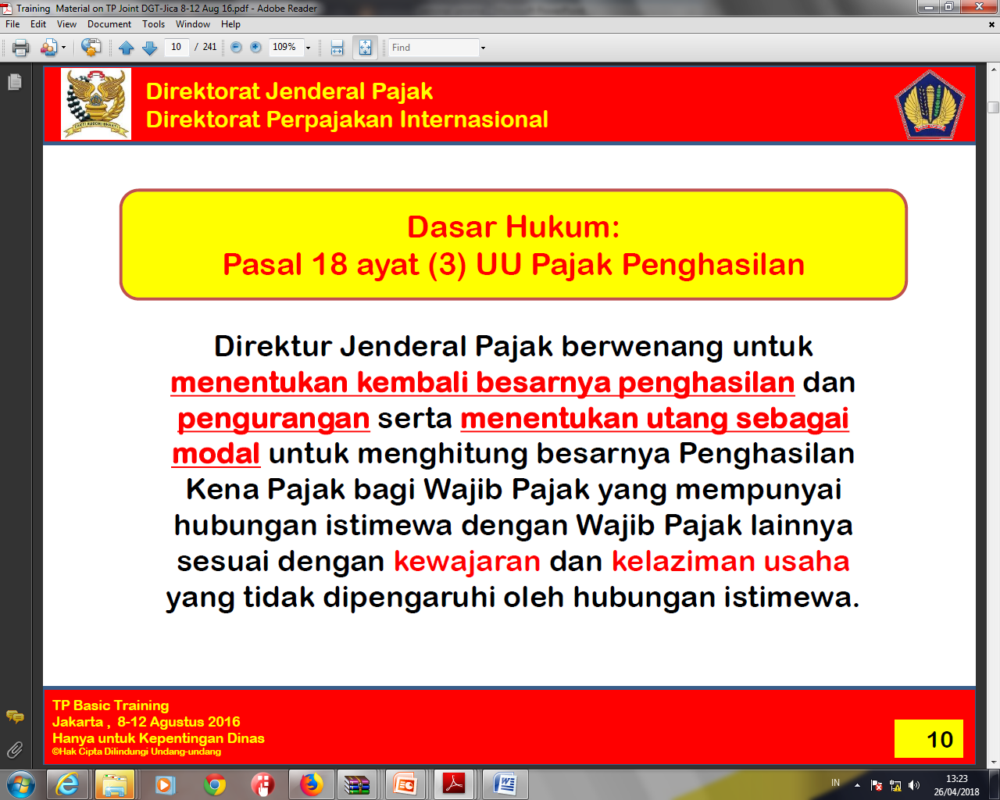 Training  Material on TP Joint DGT-Jica 8-12 Aug 16.pdf - Adobe Reader
File Edit View Document Tools Window Help
10 / 241 109% Find
Direktorat Jenderal Pajak
Direktorat Perpajakan Internasional
Dasar Hukum:
Pasal 18 ayat (3) UU Pajak Penghasilan
Direktur Jenderal Pajak berwenang untuk
menentukan kembali besarnya penghasilan dan
pengurangan serta menentukan utang sebagai
modal untuk menghitung besarnya Penghasilan
Kena Pajak bagi Wajib Pajak yang mempunyai
hubungan istimewa dengan Wajib Pajak lainnya
sesuai dengan kewajaran dan kelaziman usaha
yang tidak dipengaruhi oleh hubungan istimewa.
TP Basic Training
Jakarta ,  8-12 Agustus 2016
Hanya untuk Kepentingan Dinas
©Hak Cipta Dilindungi Undang-undang
10
IN
13:23
26/04/2018